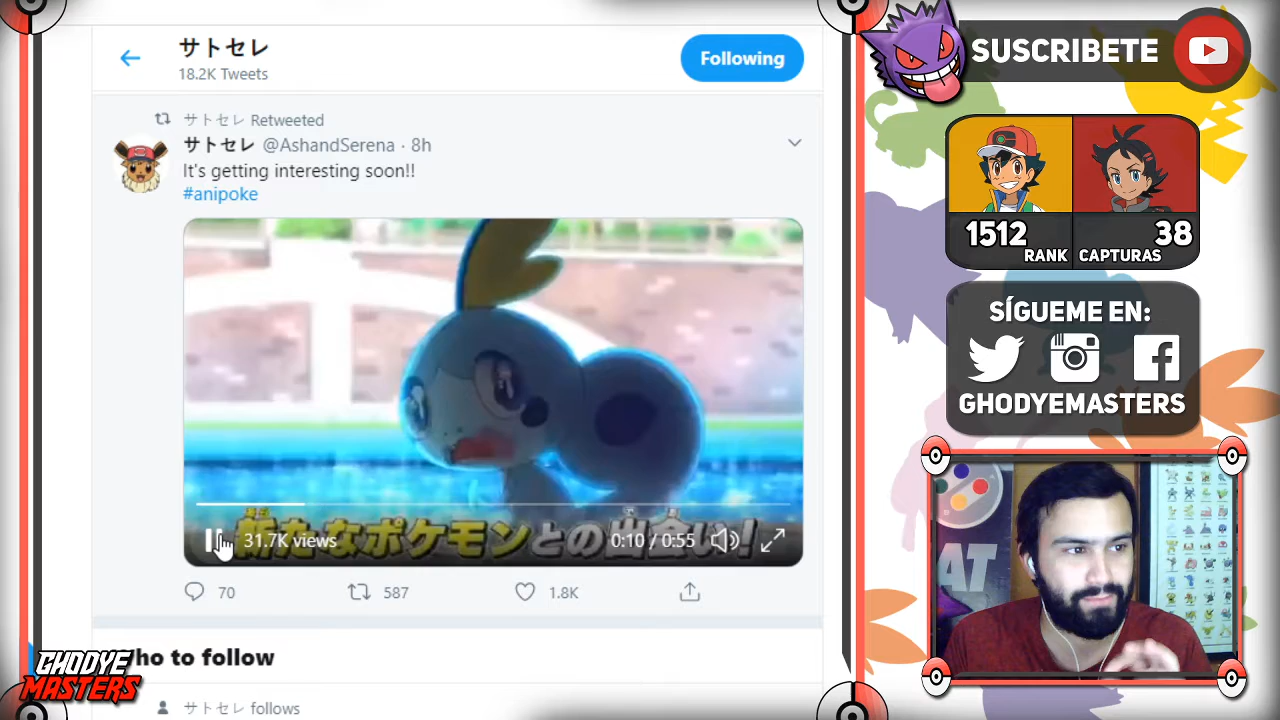 サトセレ
18.2K Tweets
Following
サトセレ Retweeted
サトセレ @AshandSerena · 8h
It's getting interesting soon!!
#anipoke
新たなポケモンとの出会い!
31.7K views
0:10 / 0:55
70
587
1.8K
ho to follow
サトセレ follows
GHODYE
MASTERS
SUSCRIBETE
1512
RANK
38
CAPTURAS
SÍGUEME EN:
GHODYEMASTERS
AT